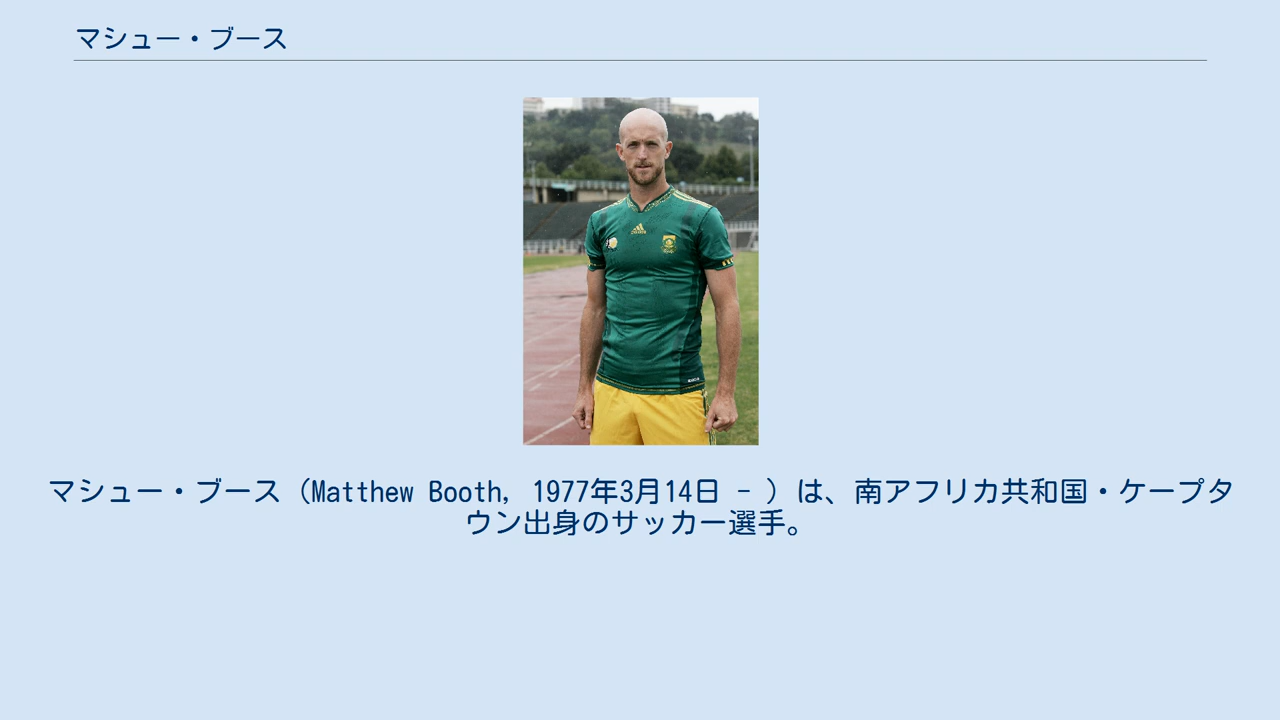 マシュー・ブース
マシュー・ブース（Matthew Booth, 1977年3月14日 - ）は、南アフリカ共和国・ケープタ
ウン出身のサッカー選手。